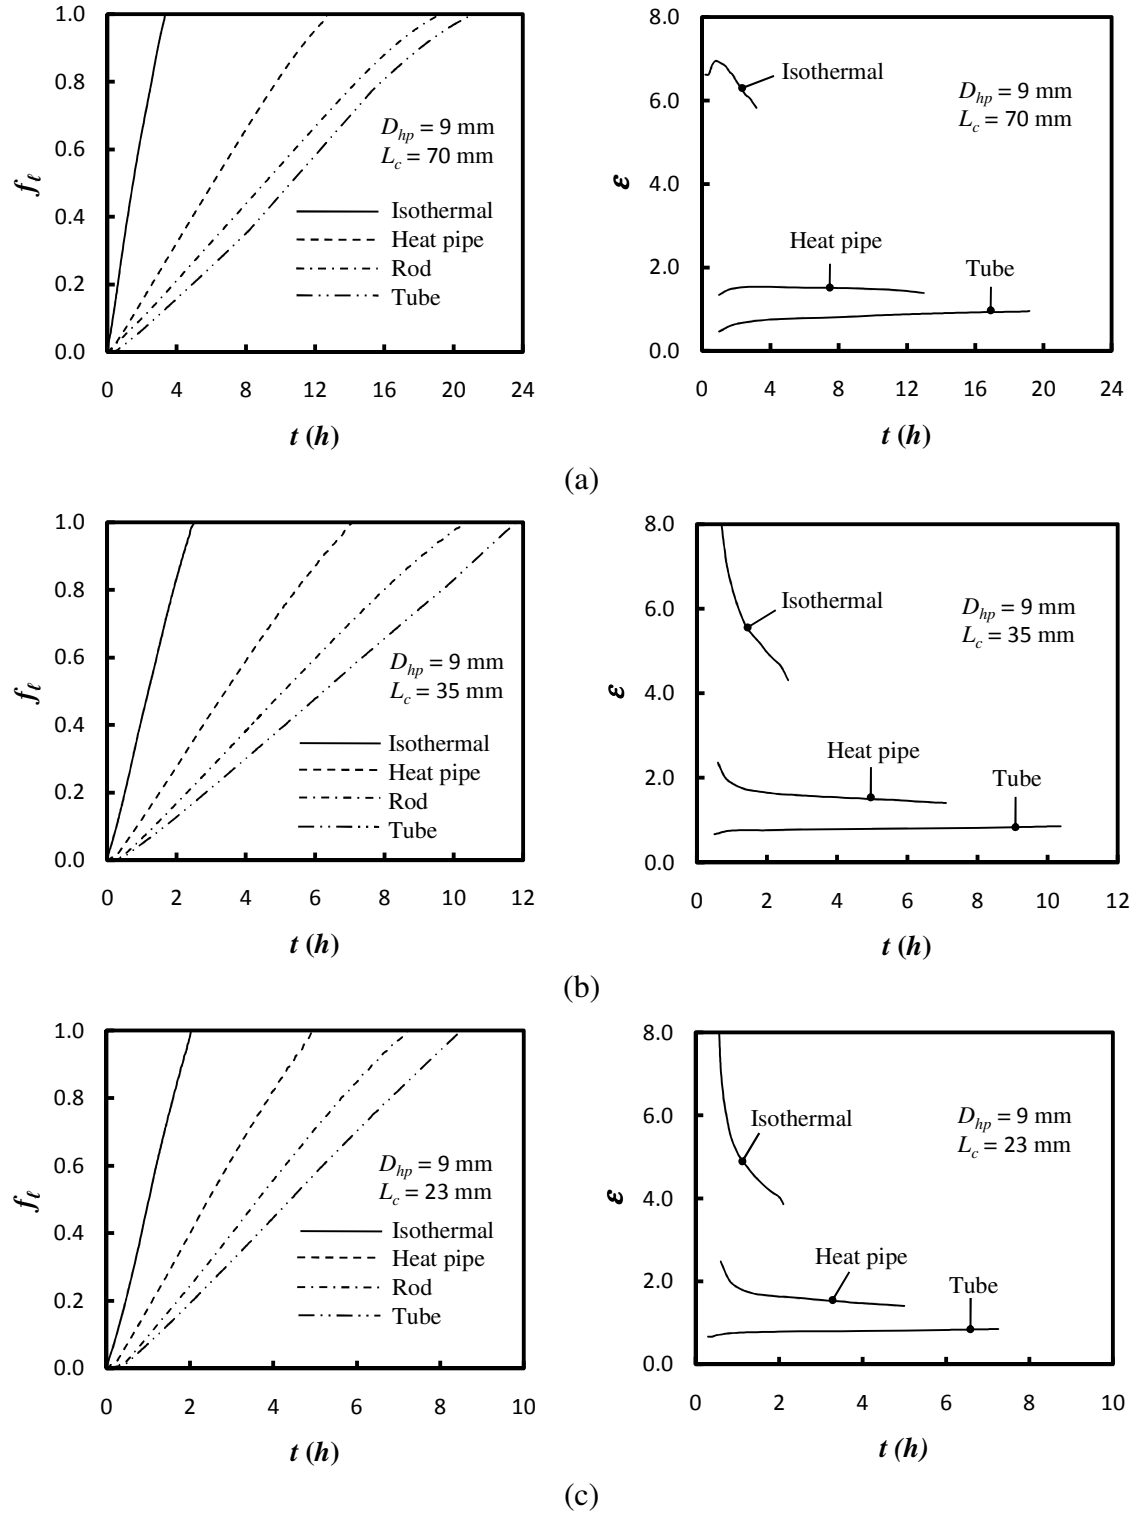 1.0
0.8
0.6
0.4
0.2
0.0
fℓ
D_hp = 9 mm
L_c = 70 mm
Isothermal
Heat pipe
Rod
Tube
0 4 8 12 16 20 24
t (h)
8.0
6.0
4.0
2.0
0.0
ε
Isothermal
D_hp = 9 mm
L_c = 70 mm
Heat pipe
Tube
0 4 8 12 16 20 24
t (h)
(a)
1.0
0.8
0.6
0.4
0.2
0.0
fℓ
D_hp = 9 mm
L_c = 35 mm
Isothermal
Heat pipe
Rod
Tube
0 2 4 6 8 10 12
t (h)
8.0
6.0
4.0
2.0
0.0
ε
Isothermal
D_hp = 9 mm
L_c = 35 mm
Heat pipe
Tube
0 2 4 6 8 10 12
t (h)
(b)
1.0
0.8
0.6
0.4
0.2
0.0
fℓ
D_hp = 9 mm
L_c = 23 mm
Isothermal
Heat pipe
Rod
Tube
0 2 4 6 8 10
t (h)
8.0
6.0
4.0
2.0
0.0
ε
Isothermal
D_hp = 9 mm
L_c = 23 mm
Heat pipe
Tube
0 2 4 6 8 10
t (h)
(c)